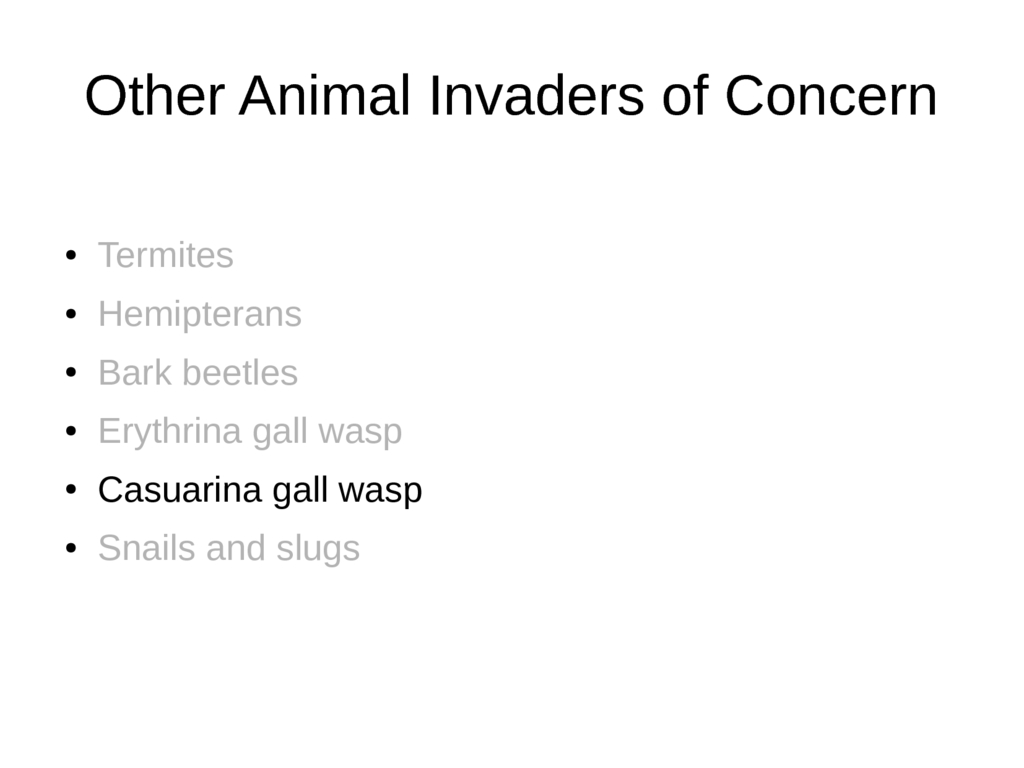 Other Animal Invaders of Concern
• Termites
• Hemipterans
• Bark beetles
• Erythrina gall wasp
• Casuarina gall wasp
• Snails and slugs